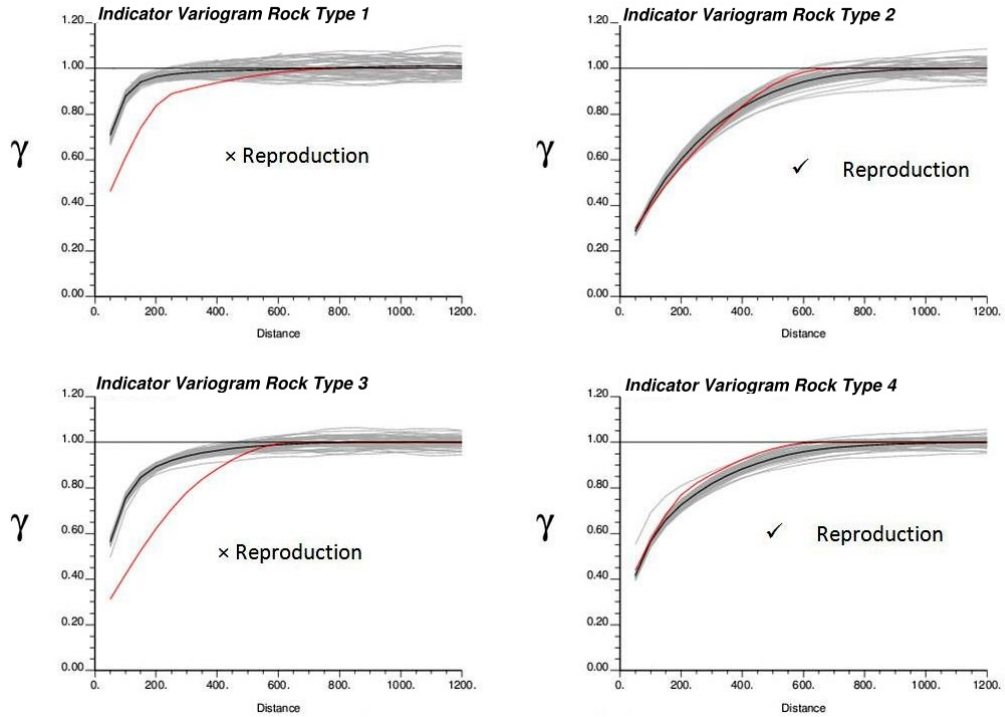 Indicator Variogram Rock Type 1
1.20
1.00
0.80
0.60
0.40
0.20
0.00
γ
× Reproduction
0. 200. 400. 600. 800. 1000. 1200.
Distance
Indicator Variogram Rock Type 2
1.20
1.00
0.80
0.60
0.40
0.20
0.00
γ
✓ Reproduction
0. 200. 400. 600. 800. 1000. 1200.
Distance
Indicator Variogram Rock Type 3
1.20
1.00
0.80
0.60
0.40
0.20
0.00
γ
× Reproduction
0. 200. 400. 600. 800. 1000. 1200.
Distance
Indicator Variogram Rock Type 4
1.20
1.00
0.80
0.60
0.40
0.20
0.00
γ
✓ Reproduction
0. 200. 400. 600. 800. 1000. 1200.
Distance